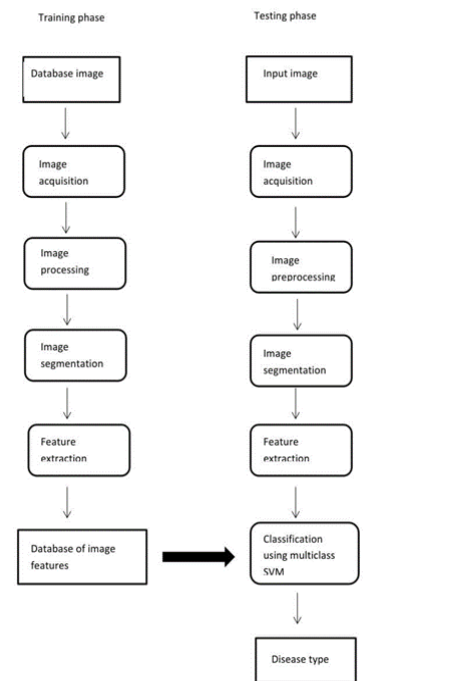 Training phase
Testing phase
Database image
Input image
Image
acquisition
Image
acquisition
Image
processing
Image
preprocessing
Image
segmentation
Image
segmentation
Feature
extraction
Feature
extraction
Database of image
features
Classification
using multiclass
SVM
Disease type